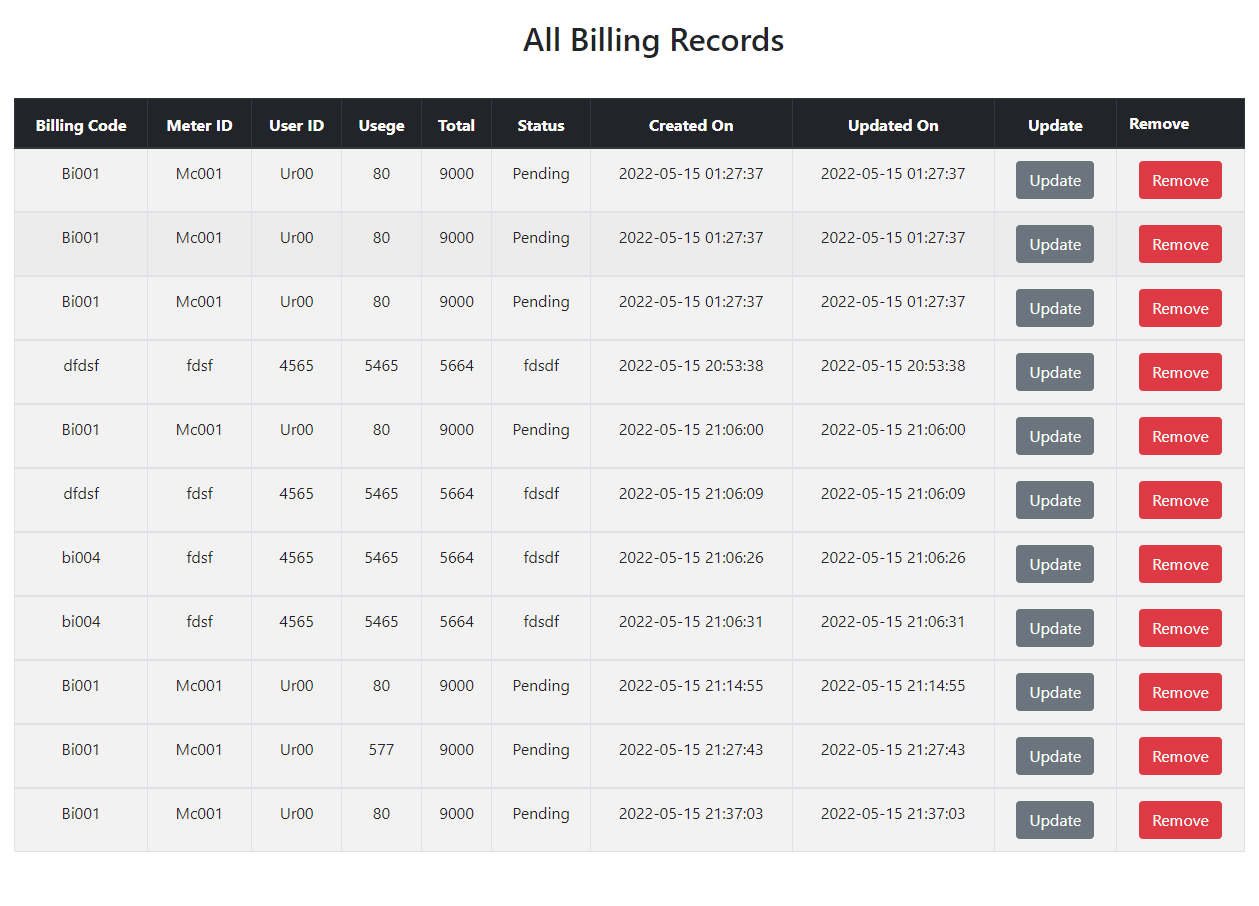 All Billing Records
Billing Code Meter ID User ID Usege Total Status Created On Updated On Update Remove
Bi001 Mc001 Ur00 80 9000 Pending 2022-05-15 01:27:37 2022-05-15 01:27:37 Update Remove
Bi001 Mc001 Ur00 80 9000 Pending 2022-05-15 01:27:37 2022-05-15 01:27:37 Update Remove
Bi001 Mc001 Ur00 80 9000 Pending 2022-05-15 01:27:37 2022-05-15 01:27:37 Update Remove
dfdsf fdsf 4565 5465 5664 fdsdf 2022-05-15 20:53:38 2022-05-15 20:53:38 Update Remove
Bi001 Mc001 Ur00 80 9000 Pending 2022-05-15 21:06:00 2022-05-15 21:06:00 Update Remove
dfdsf fdsf 4565 5465 5664 fdsdf 2022-05-15 21:06:09 2022-05-15 21:06:09 Update Remove
bi004 fdsf 4565 5465 5664 fdsdf 2022-05-15 21:06:26 2022-05-15 21:06:26 Update Remove
bi004 fdsf 4565 5465 5664 fdsdf 2022-05-15 21:06:31 2022-05-15 21:06:31 Update Remove
Bi001 Mc001 Ur00 80 9000 Pending 2022-05-15 21:14:55 2022-05-15 21:14:55 Update Remove
Bi001 Mc001 Ur00 577 9000 Pending 2022-05-15 21:27:43 2022-05-15 21:27:43 Update Remove
Bi001 Mc001 Ur00 80 9000 Pending 2022-05-15 21:37:03 2022-05-15 21:37:03 Update Remove